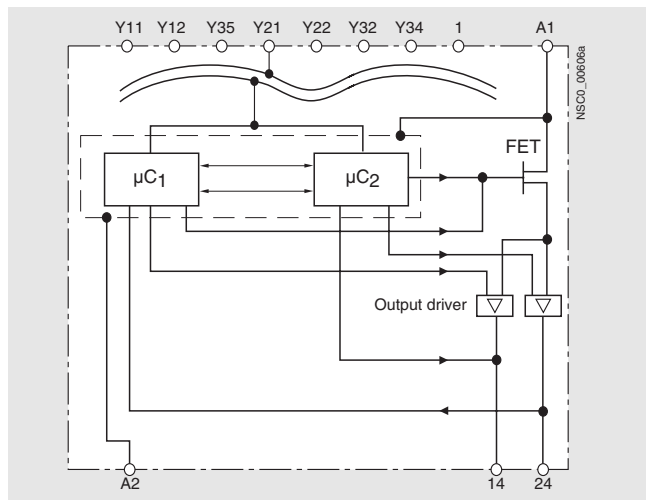 Y11 Y12 Y35 Y21 Y22 Y32 Y34 1 A1
NSC0_00606a
FET
µC1 µC2
Output driver
A2 14 24